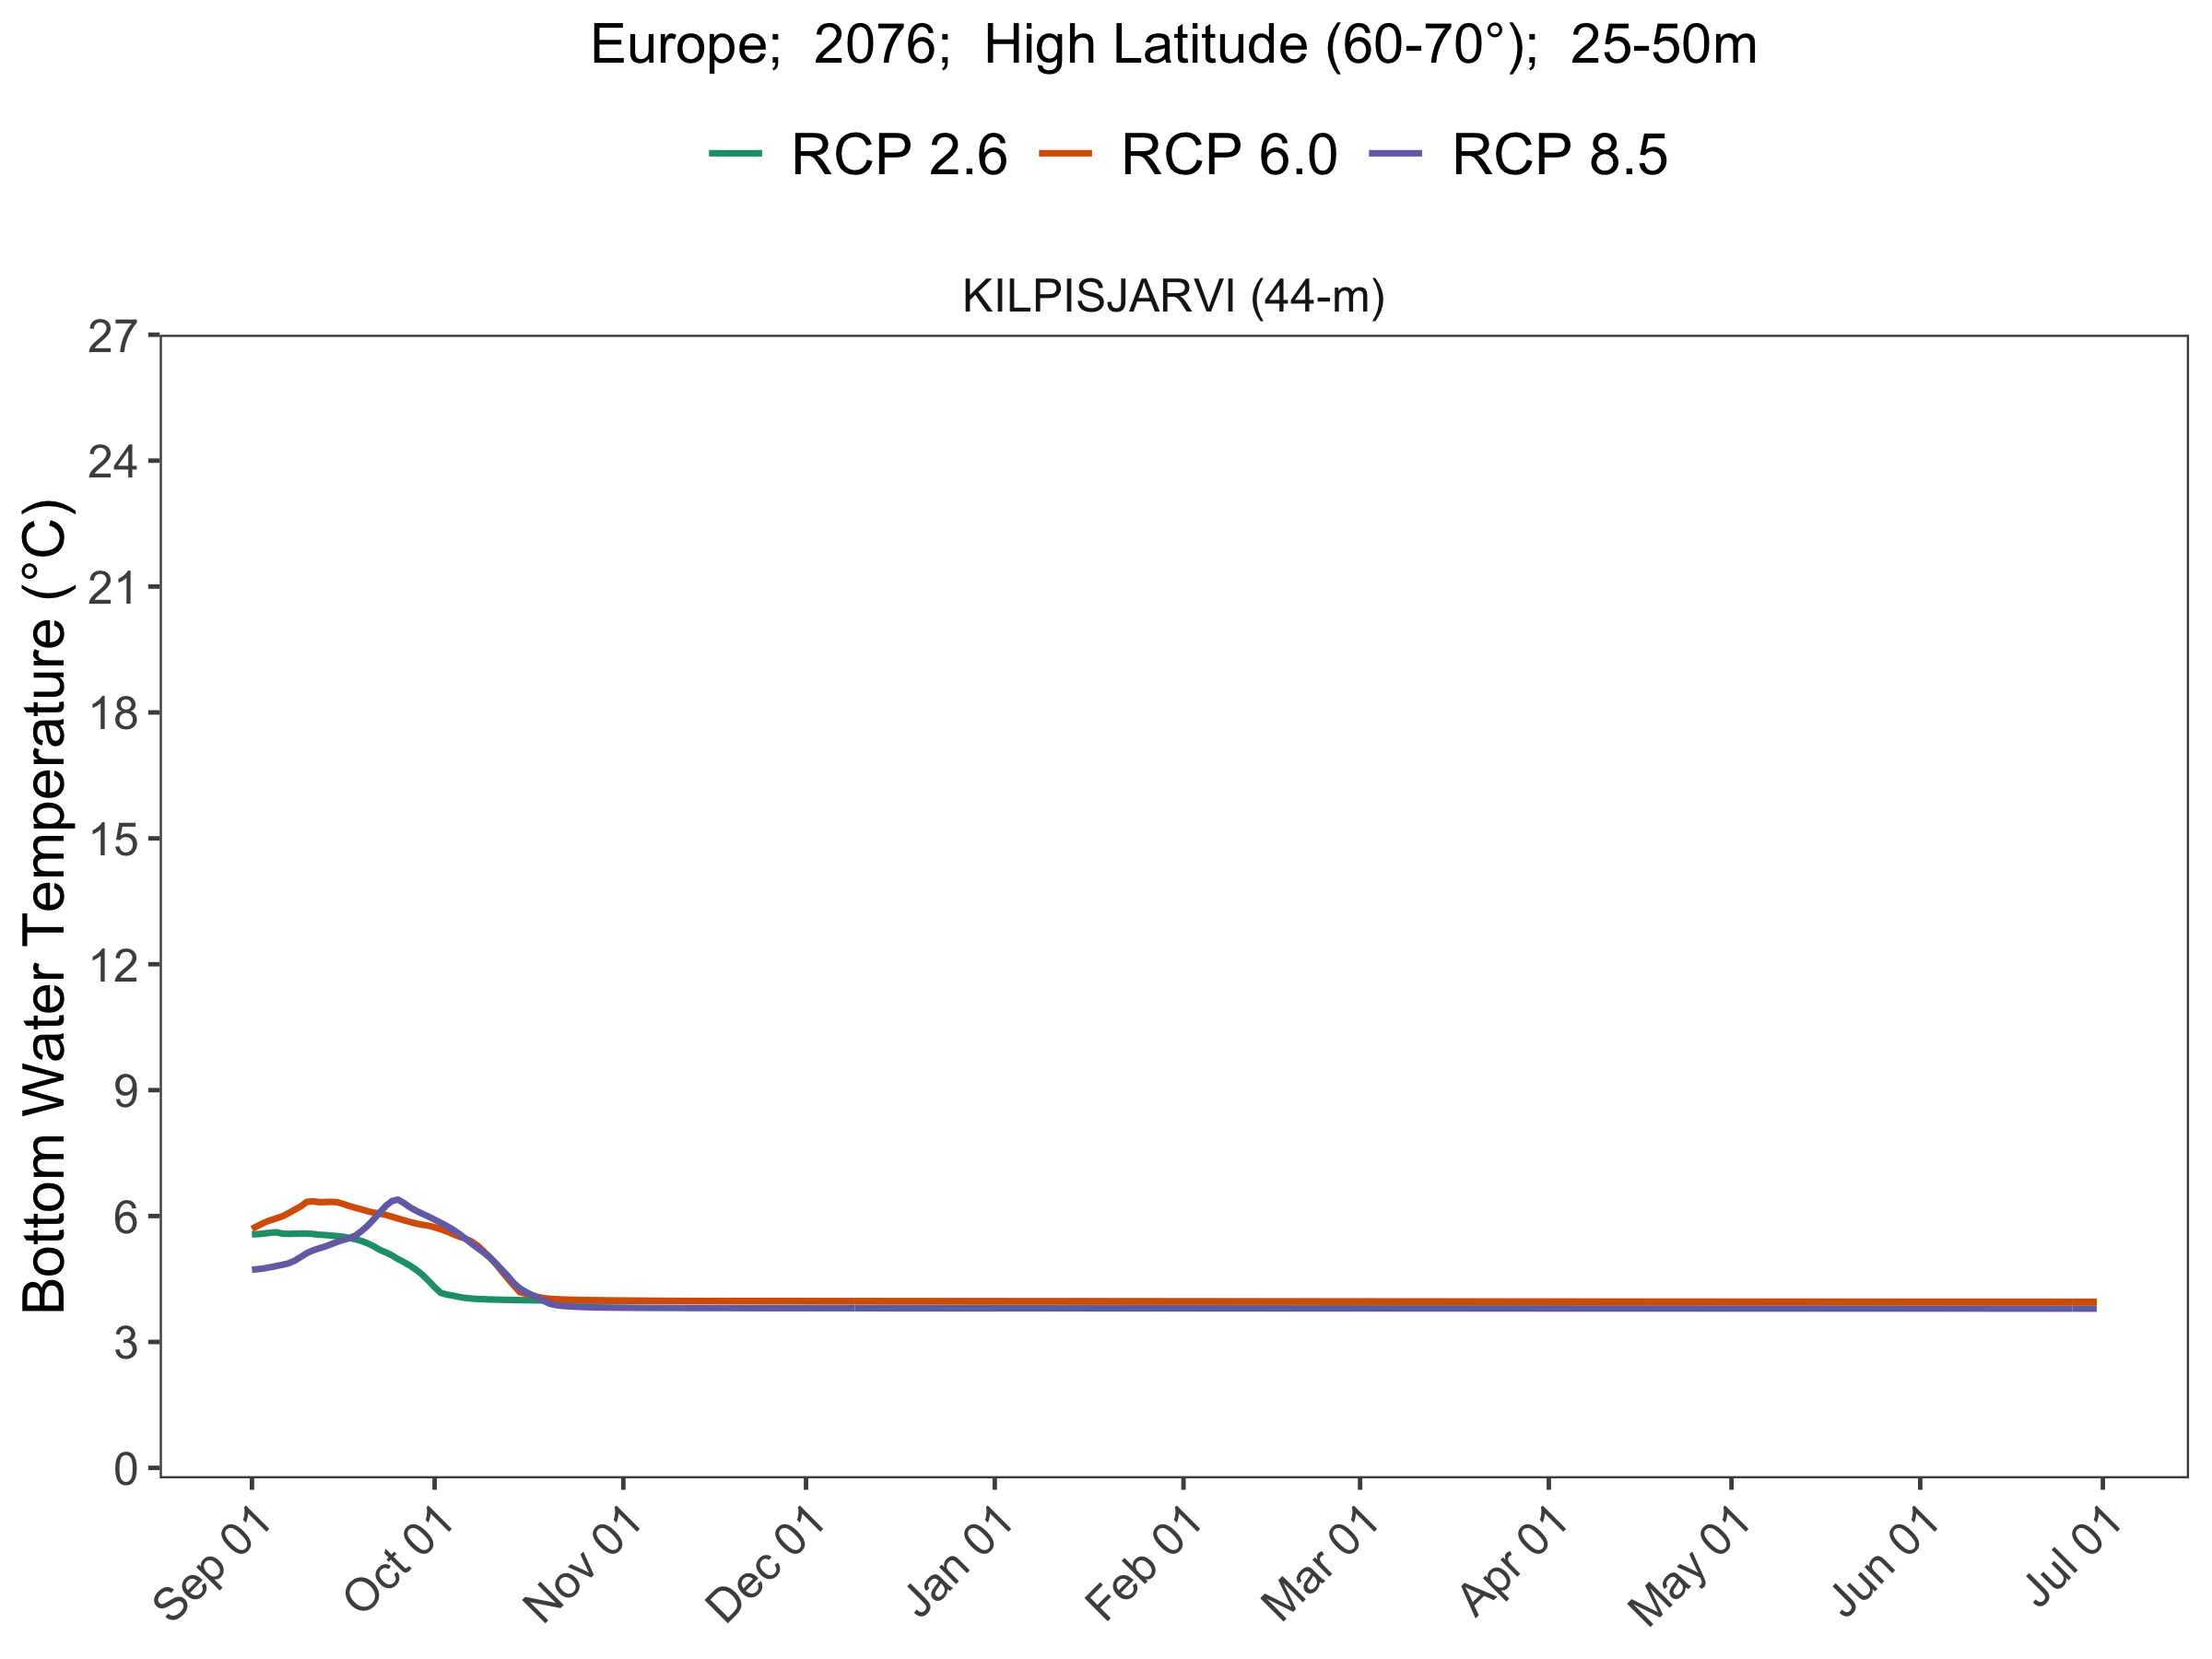 Europe;  2076;  High Latitude (60-70°);  25-50m
RCP 2.6 RCP 6.0 RCP 8.5
KILPISJARVI (44-m)
Bottom Water Temperature (°C)
27
24
21
18
15
12
9
6
3
0
Sep 01 Oct 01 Nov 01 Dec 01 Jan 01 Feb 01 Mar 01 Apr 01 May 01 Jun 01 Jul 01